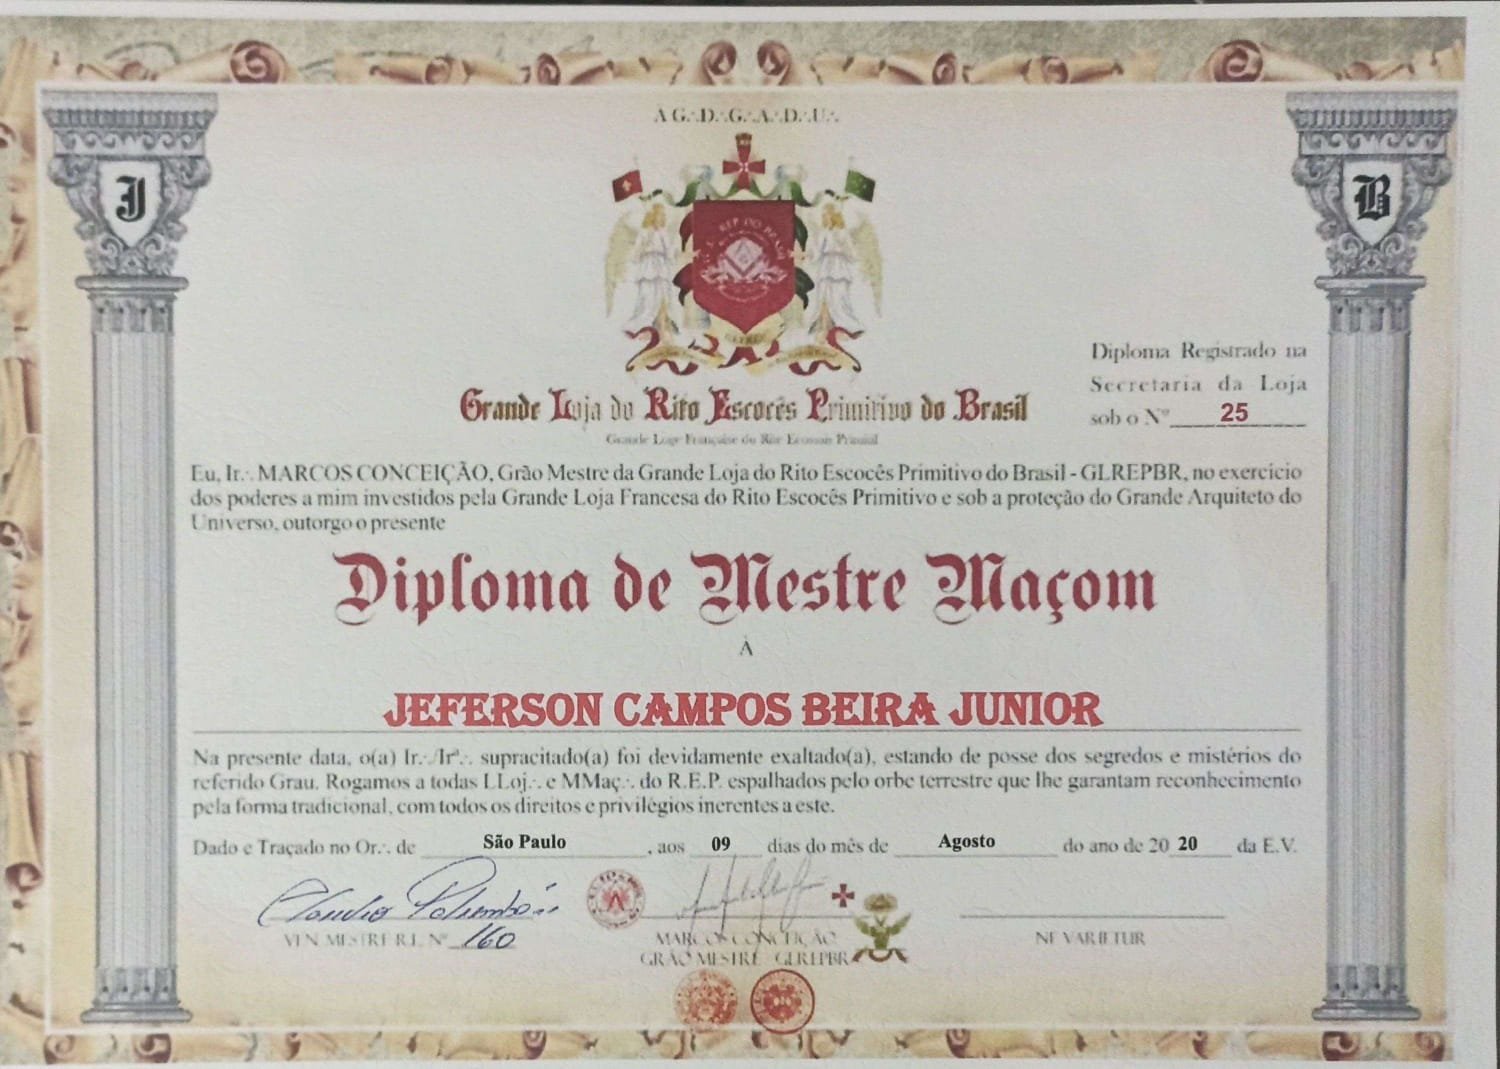 À G.·.D.·.G.·.A.·.D.·.U.·.
J
B
REP. DO BRASIL
Diploma Registrado na
Secretaria da Loja
sob o Nº 25
Grande Loja do Rito Escocês Primitivo do Brasil
Grande Loge Française du Rite Ecossais Primitif
Eu, Ir.·. MARCOS CONCEIÇÃO, Grão Mestre da Grande Loja do Rito Escocês Primitivo do Brasil - GLREPBR, no exercício
dos poderes a mim investidos pela Grande Loja Francesa do Rito Escocês Primitivo e sob a proteção do Grande Arquiteto do
Universo, outorgo o presente
Diploma de Mestre Maçom
À
JEFERSON CAMPOS BEIRA JUNIOR
Na presente data, o(a) Ir.·./Irª.·. supracitado(a) foi devidamente exaltado(a), estando de posse dos segredos e mistérios do
referido Grau. Rogamos a todas LLoj.·. e MMaç.·. do R.E.P. espalhados pelo orbe terrestre que lhe garantam reconhecimento
pela forma tradicional, com todos os direitos e privilégios inerentes a este.
Dado e Traçado no Or.·. de São Paulo, aos 09 dias do mês de Agosto do ano de 2020 da E.V.
VEN. MESTRE R.L. Nº 160
MARCOS CONCEIÇÃO
GRÃO MESTRE GLREPBR
NE VARIETUR